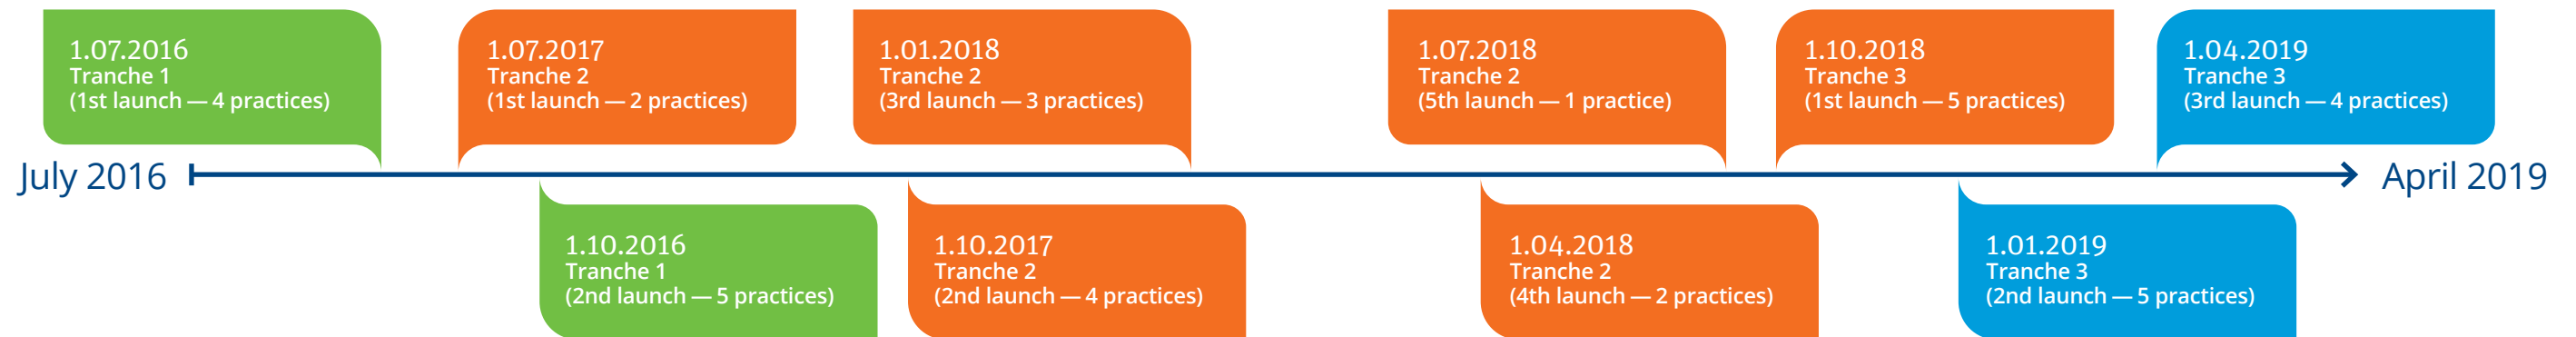 1.07.2016
Tranche 1
(1st launch — 4 practices)
1.07.2017
Tranche 2
(1st launch — 2 practices)
1.01.2018
Tranche 2
(3rd launch — 3 practices)
1.07.2018
Tranche 2
(5th launch — 1 practice)
1.10.2018
Tranche 3
(1st launch — 5 practices)
1.04.2019
Tranche 3
(3rd launch — 4 practices)
July 2016
April 2019
1.10.2016
Tranche 1
(2nd launch — 5 practices)
1.10.2017
Tranche 2
(2nd launch — 4 practices)
1.04.2018
Tranche 2
(4th launch — 2 practices)
1.01.2019
Tranche 3
(2nd launch — 5 practices)